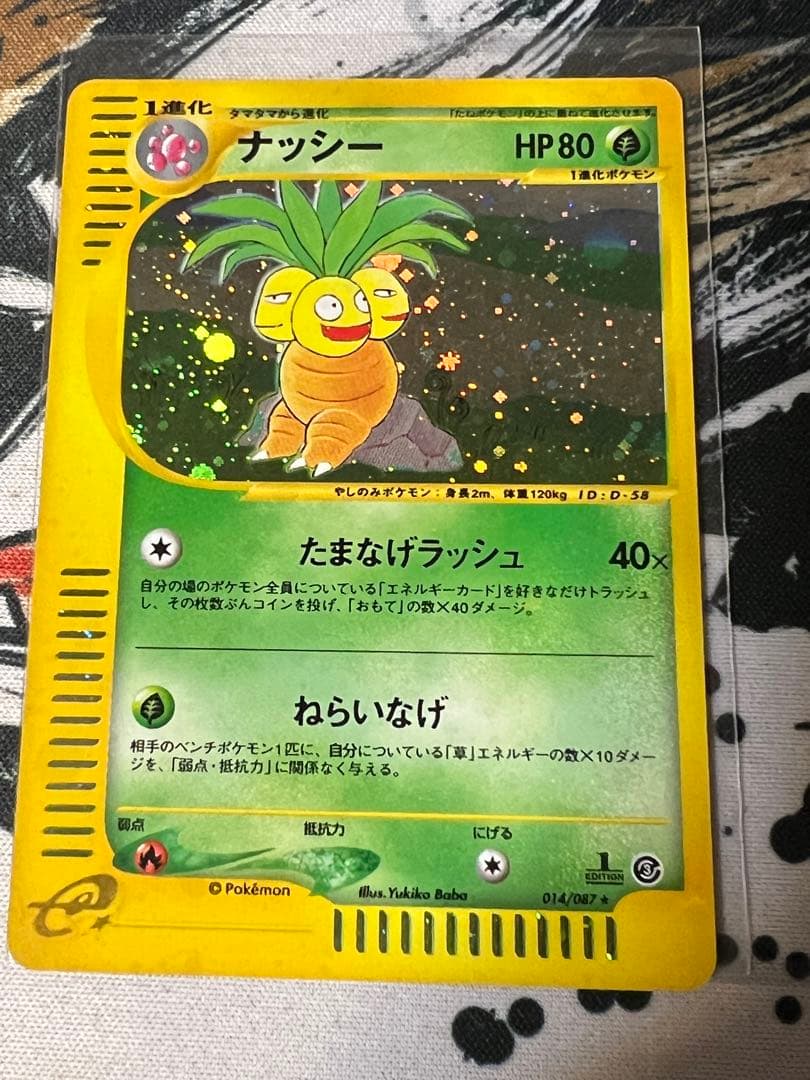 1進化
タマタマから進化
「たねポケモン」の上に重ねて進化させます
ナッシー
HP80
1進化ポケモン
やしのみポケモン：身長2m、体重120kg ID:D-58
たまなげラッシュ 40×
自分の場のポケモン全員についている「エネルギーカード」を好きなだけトラッシュ
し、その枚数ぶんコインを投げ、「おもて」の数×40ダメージ。
ねらいなげ
相手のベンチポケモン1匹に、自分についている「草」エネルギーの数×10ダメー
ジを、「弱点・抵抗力」に関係なく与える。
弱点 抵抗力 にげる
1
EDITION
© Pokémon Illus.Yukiko Baba 014/087 ★
e